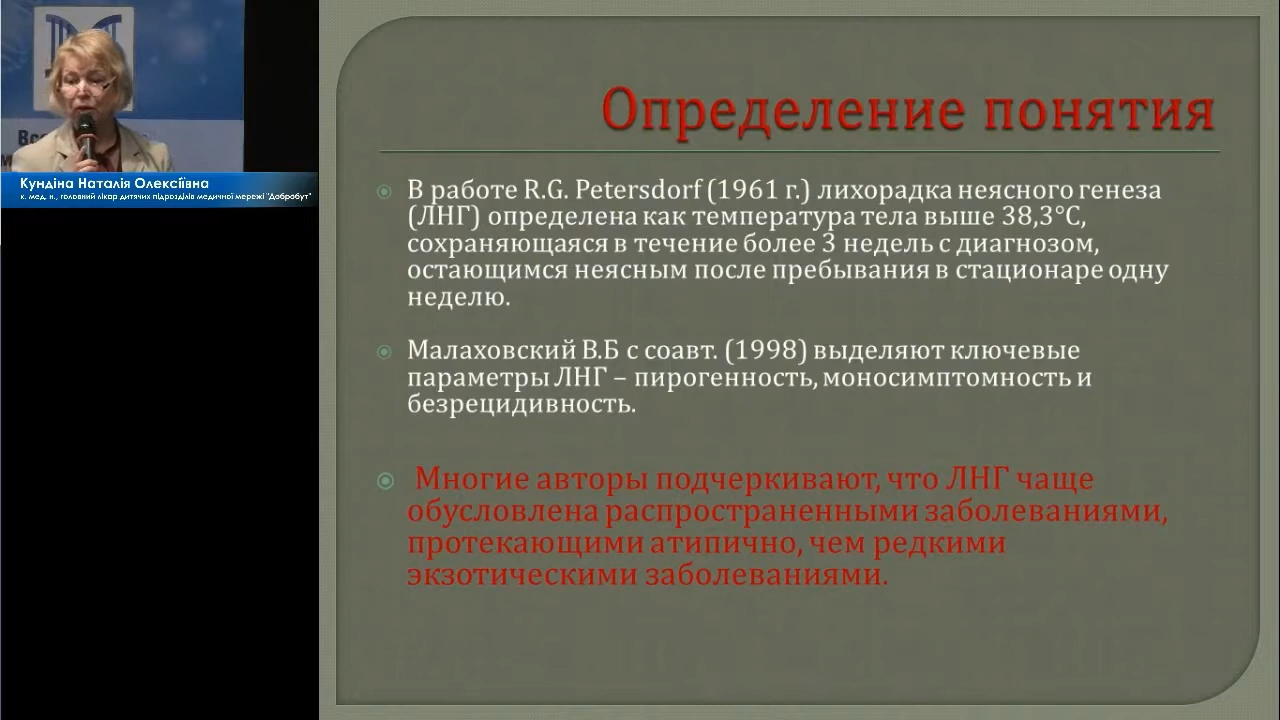 Все
Кундіна Наталія Олексіївна
к. мед. н., головний лікар дитячих підрозділів медичної мережі "Добробут"
Определение понятия
В работе R.G. Petersdorf (1961 г.) лихорадка неясного генеза
(ЛНГ) определена как температура тела выше 38,3°С,
сохраняющаяся в течение более 3 недель с диагнозом,
остающимся неясным после пребывания в стационаре одну
неделю.
Малаховский В.Б с соавт. (1998) выделяют ключевые
параметры ЛНГ – пирогенность, моносимптомность и
безрецидивность.
Многие авторы подчеркивают, что ЛНГ чаще
обусловлена распространенными заболеваниями,
протекающими атипично, чем редкими
экзотическими заболеваниями.